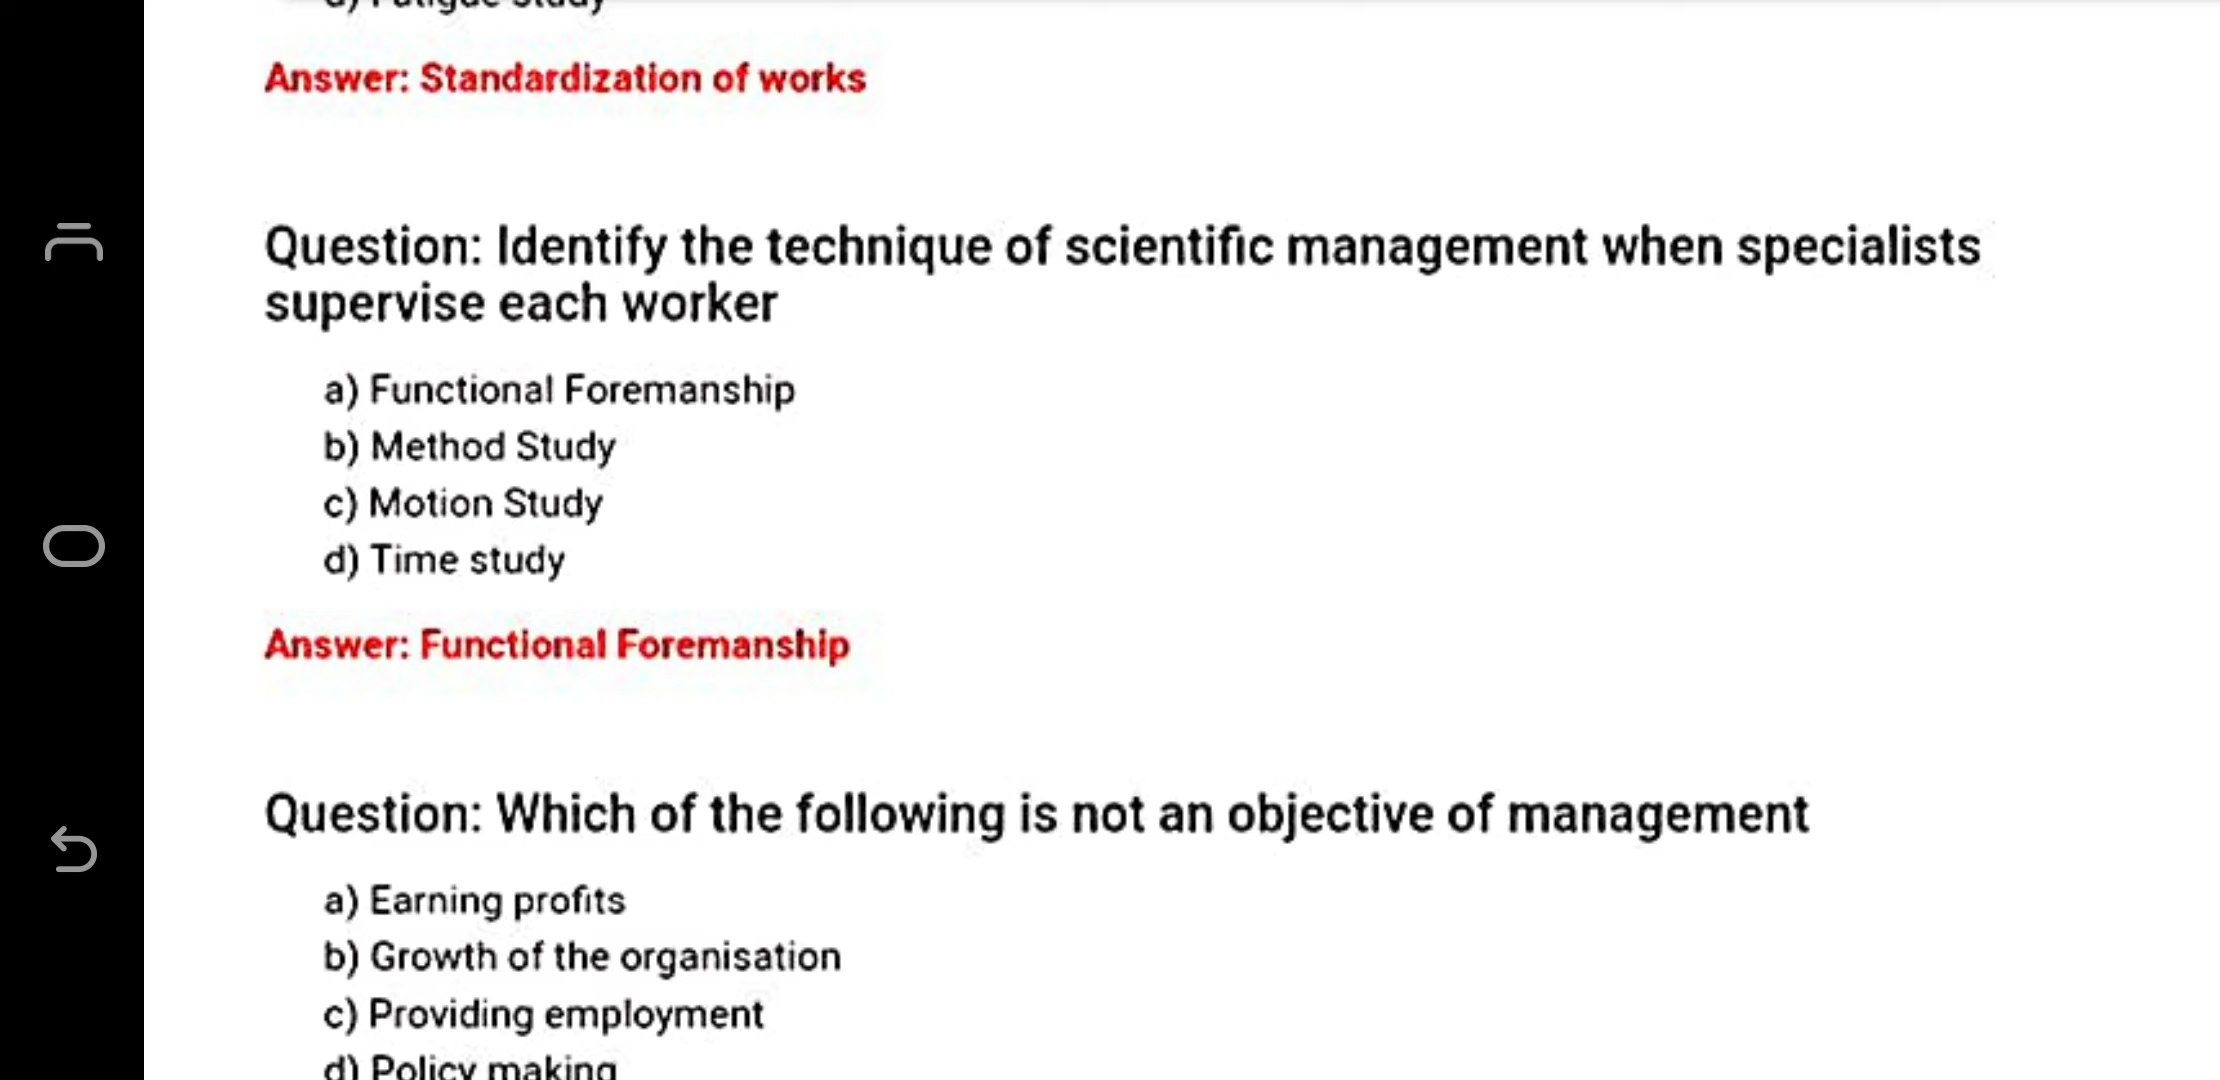 d) Fatigue study
Answer: Standardization of works
Question: Identify the technique of scientific management when specialists
supervise each worker
a) Functional Foremanship
b) Method Study
c) Motion Study
d) Time study
Answer: Functional Foremanship
Question: Which of the following is not an objective of management
a) Earning profits
b) Growth of the organisation
c) Providing employment
d) Policy making